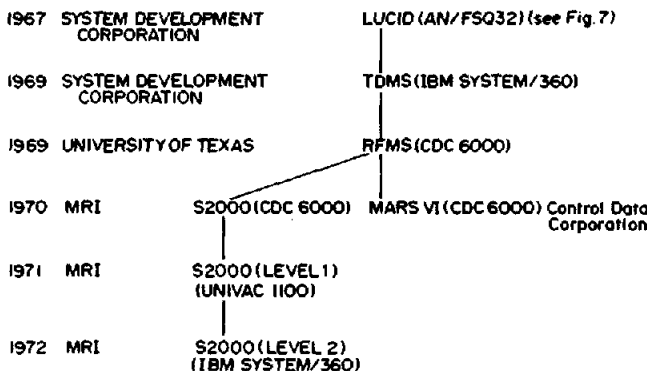 1967 SYSTEM DEVELOPMENT CORPORATION LUCID (AN/FSQ32) (see Fig. 7)
1969 SYSTEM DEVELOPMENT CORPORATION TDMS (IBM SYSTEM/360)
1969 UNIVERSITY OF TEXAS RFMS (CDC 6000)
1970 MRI S2000 (CDC 6000) MARS VI (CDC 6000) Control Data Corporation
1971 MRI S2000 (LEVEL 1)
(UNIVAC 1100)
1972 MRI S2000 (LEVEL 2)
(IBM SYSTEM/360)